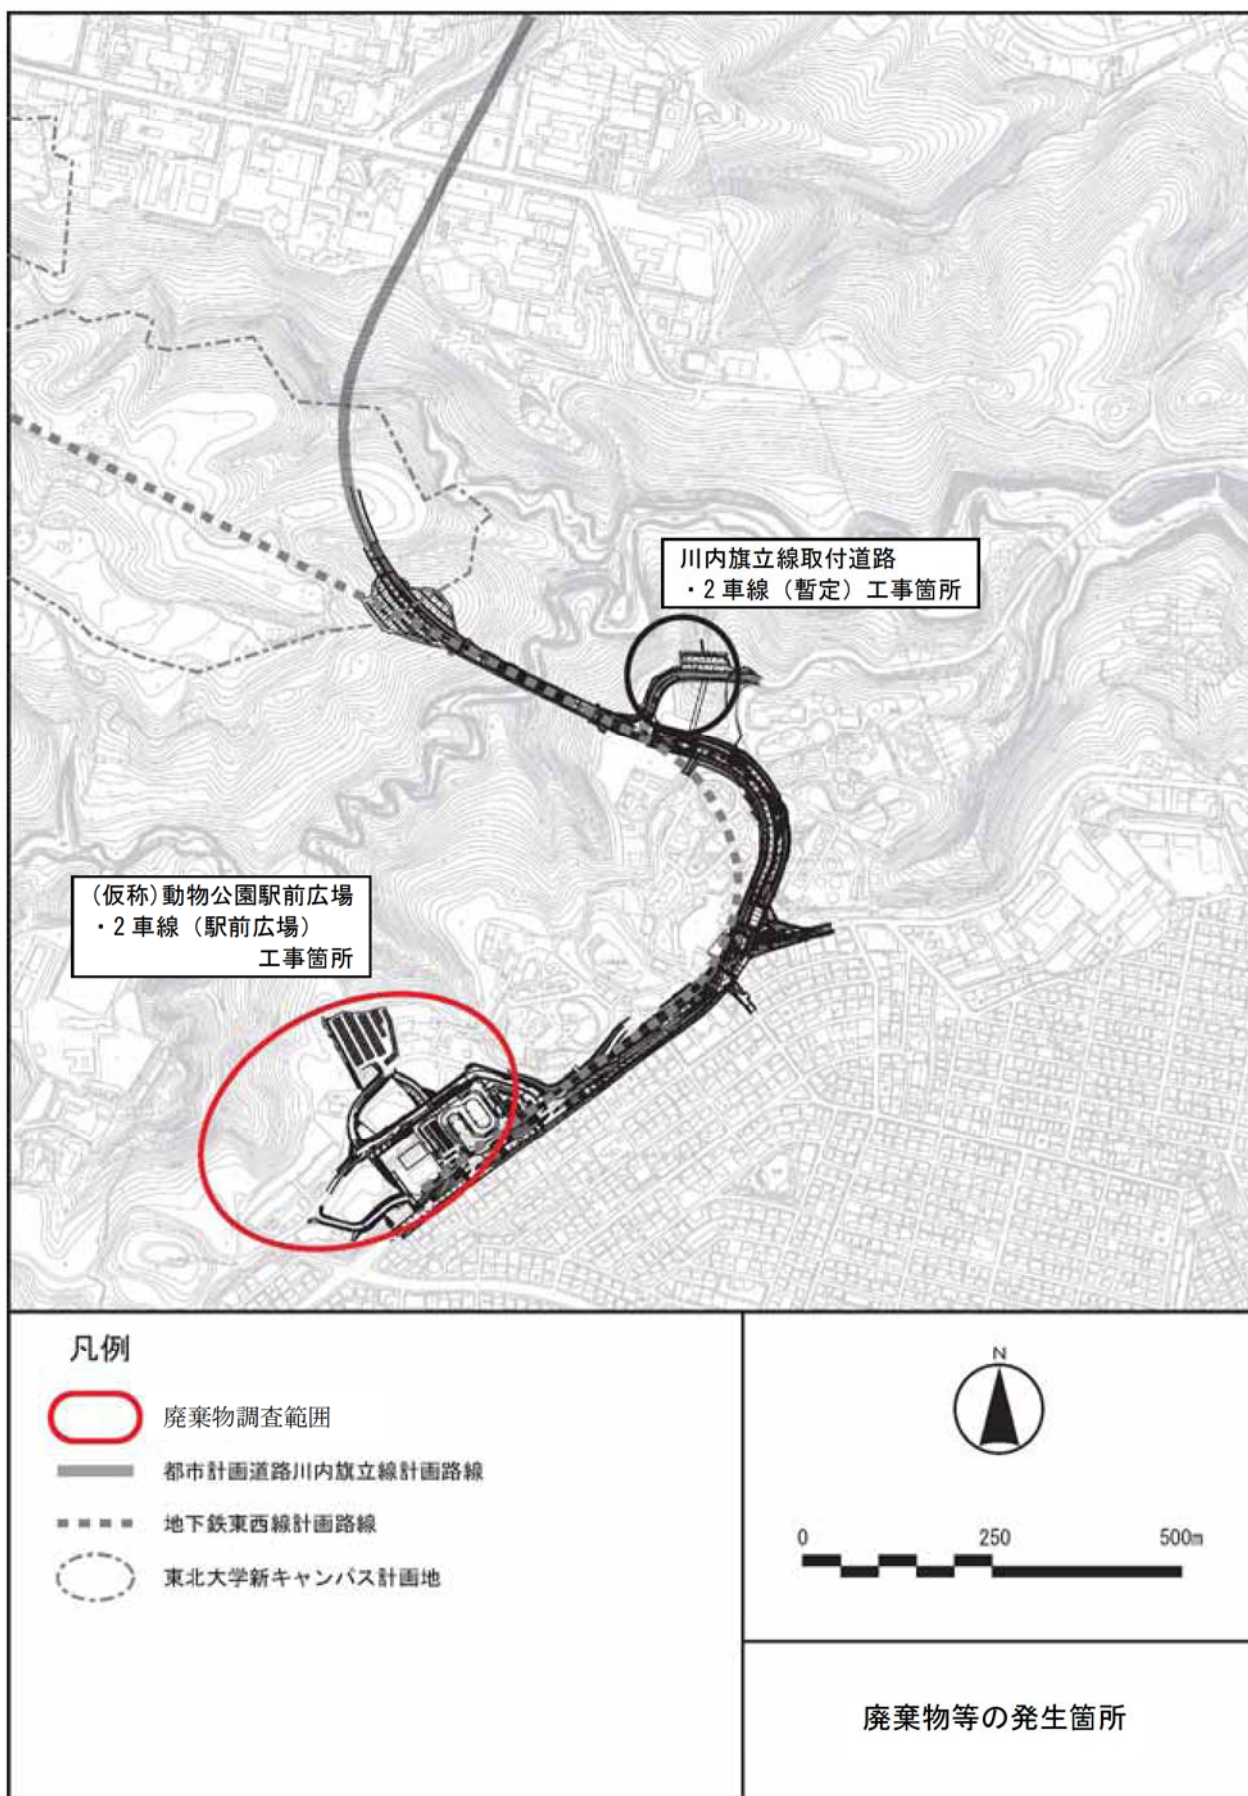 川内旗立線取付道路
・2車線（暫定）工事箇所
（仮称）動物公園駅前広場
・2車線（駅前広場）
工事箇所
凡例
廃棄物調査範囲
都市計画道路川内旗立線計画路線
地下鉄東西線計画路線
東北大学新キャンパス計画地
N
0 250 500m
廃棄物等の発生箇所